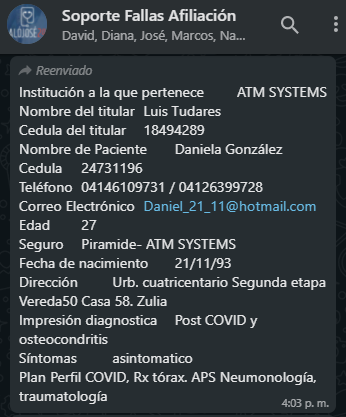 Soporte Fallas Afiliación
David, Diana, José, Marcos, Na...
Reenviado
Institución a la que pertenece ATM SYSTEMS
Nombre del titular Luis Tudares
Cedula del titular 18494289
Nombre de Paciente Daniela González
Cedula 24731196
Teléfono 04146109731 / 04126399728
Correo Electrónico Daniel_21_11@hotmail.com
Edad 27
Seguro Piramide- ATM SYSTEMS
Fecha de nacimiento 21/11/93
Dirección Urb. cuatricentario Segunda etapa
Vereda50 Casa 58. Zulia
Impresión diagnostica Post COVID y
osteocondritis
Síntomas asintomatico
Plan Perfil COVID, Rx tórax. APS Neumonología,
traumatología
4:03 p. m.